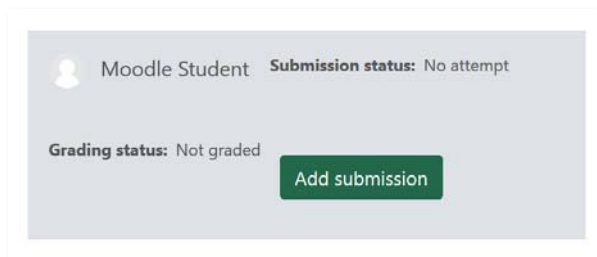 Moodle Student
Submission status: No attempt
Grading status: Not graded
Add submission